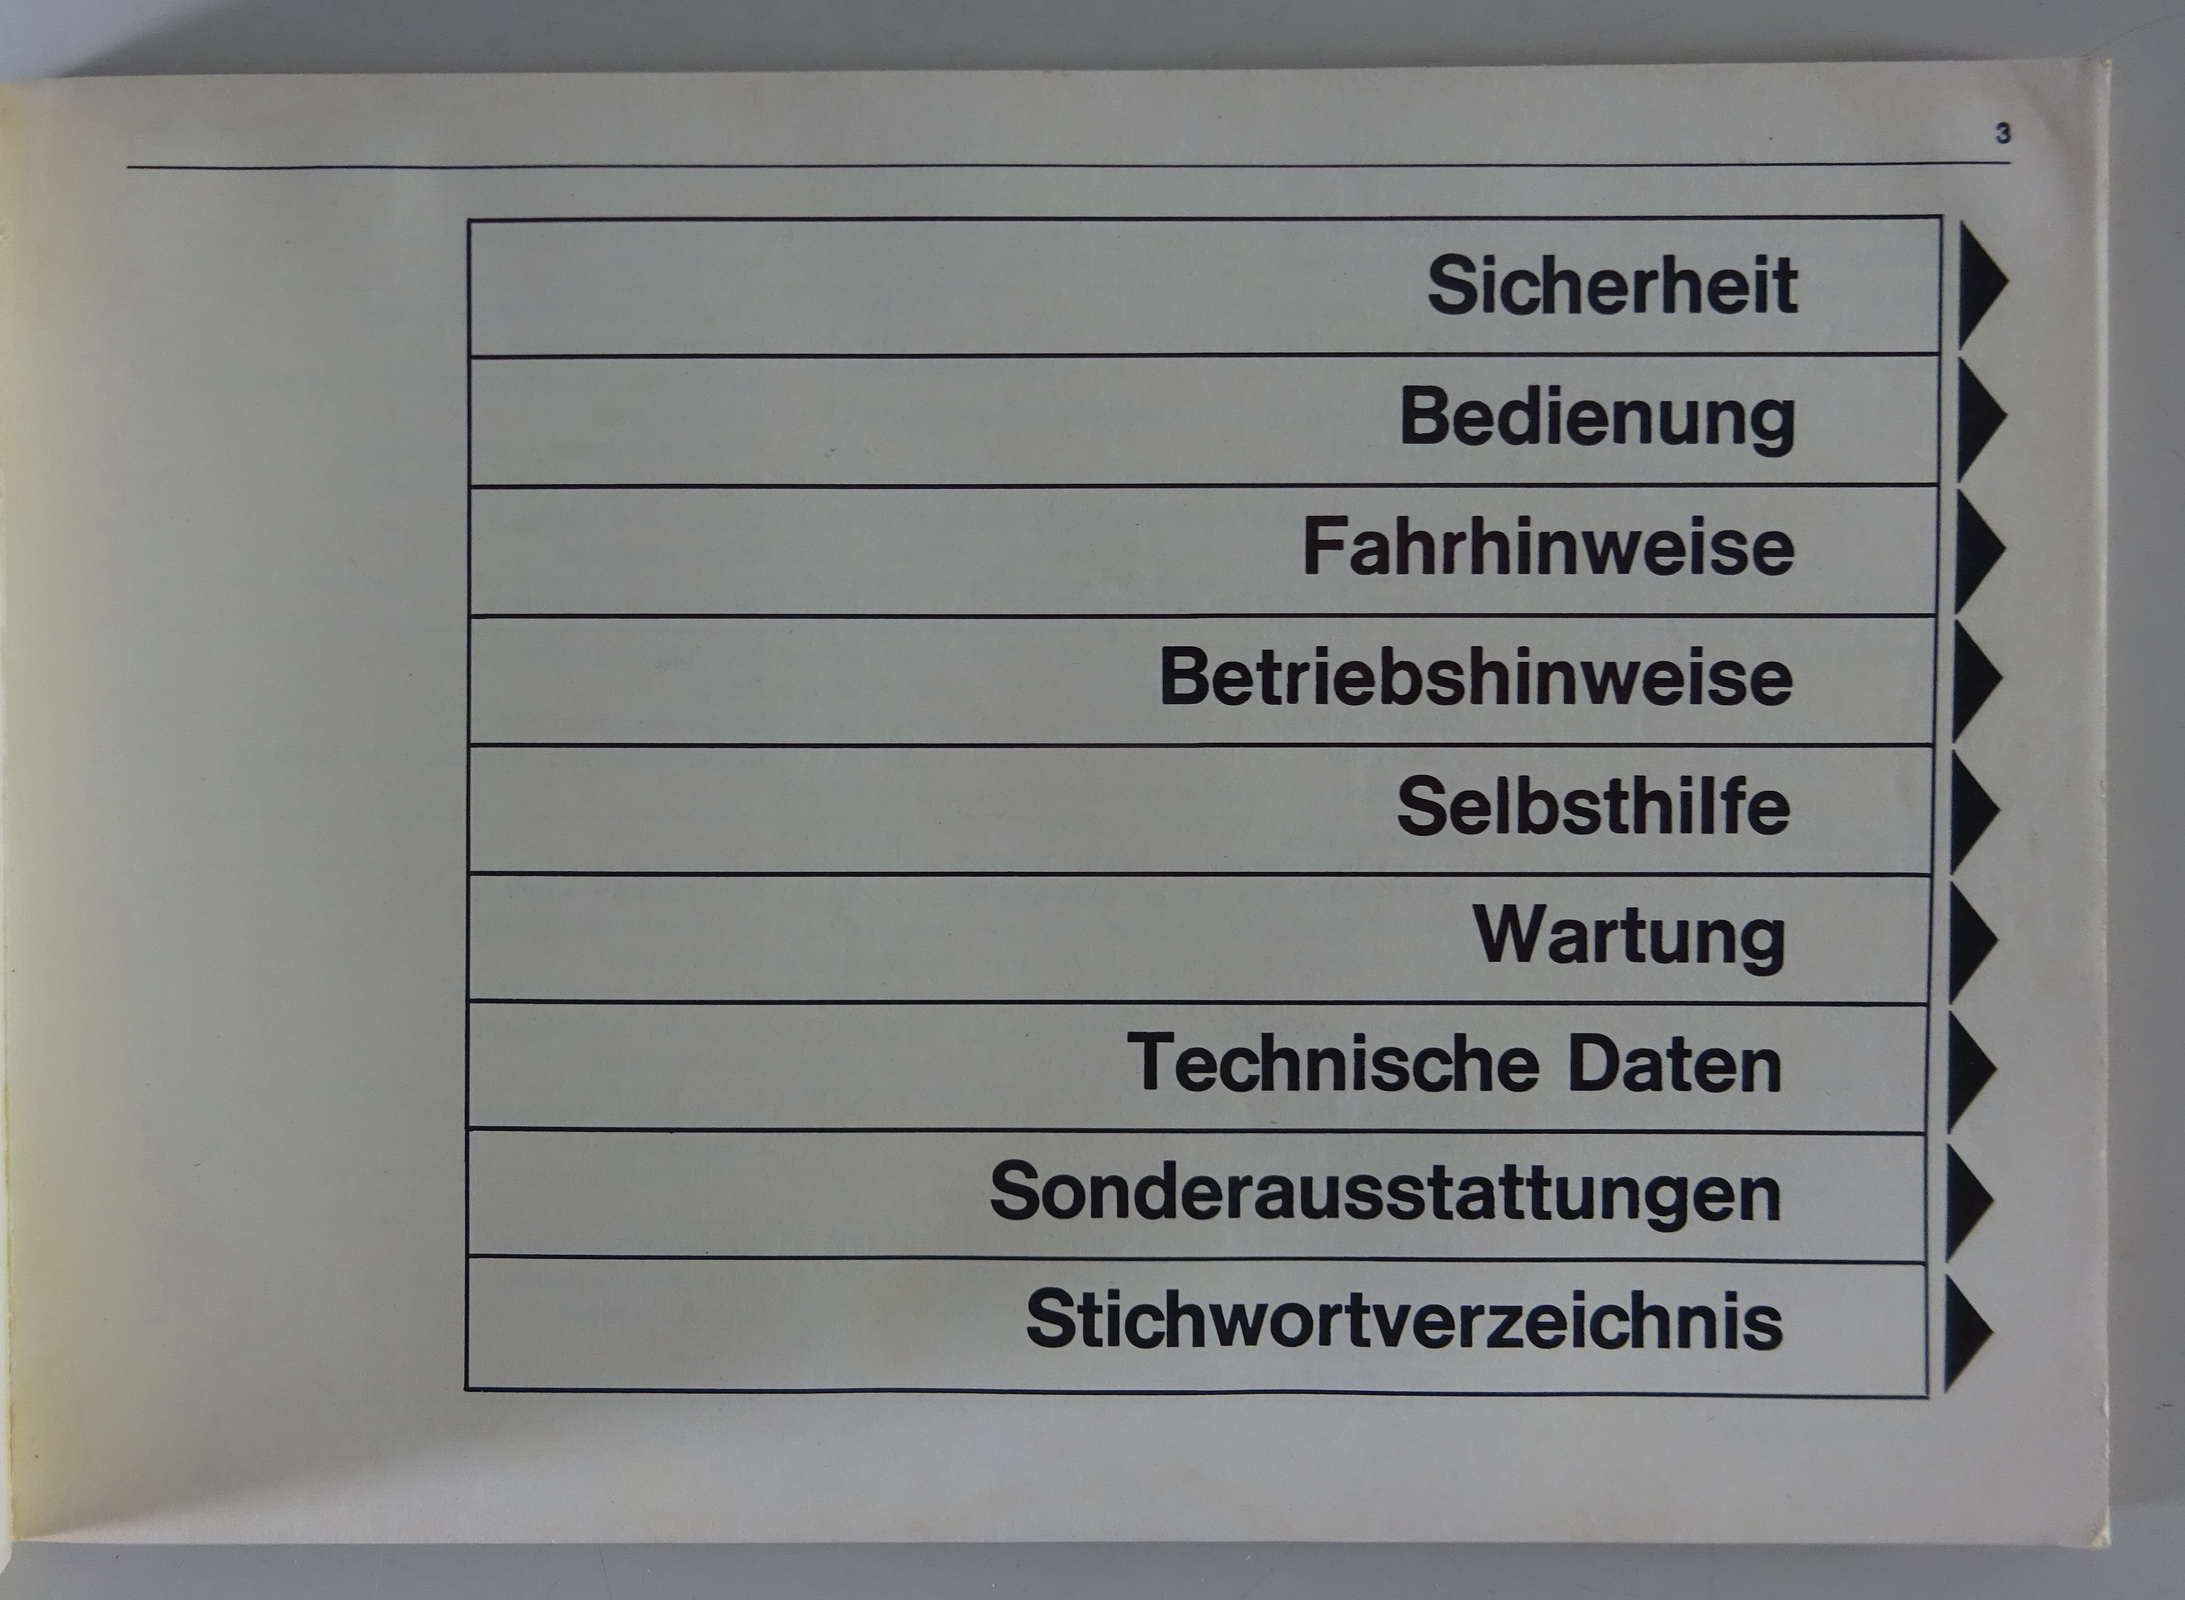 3
Sicherheit
Bedienung
Fahrhinweise
Betriebshinweise
Selbsthilfe
Wartung
Technische Daten
Sonderausstattungen
Stichwortverzeichnis